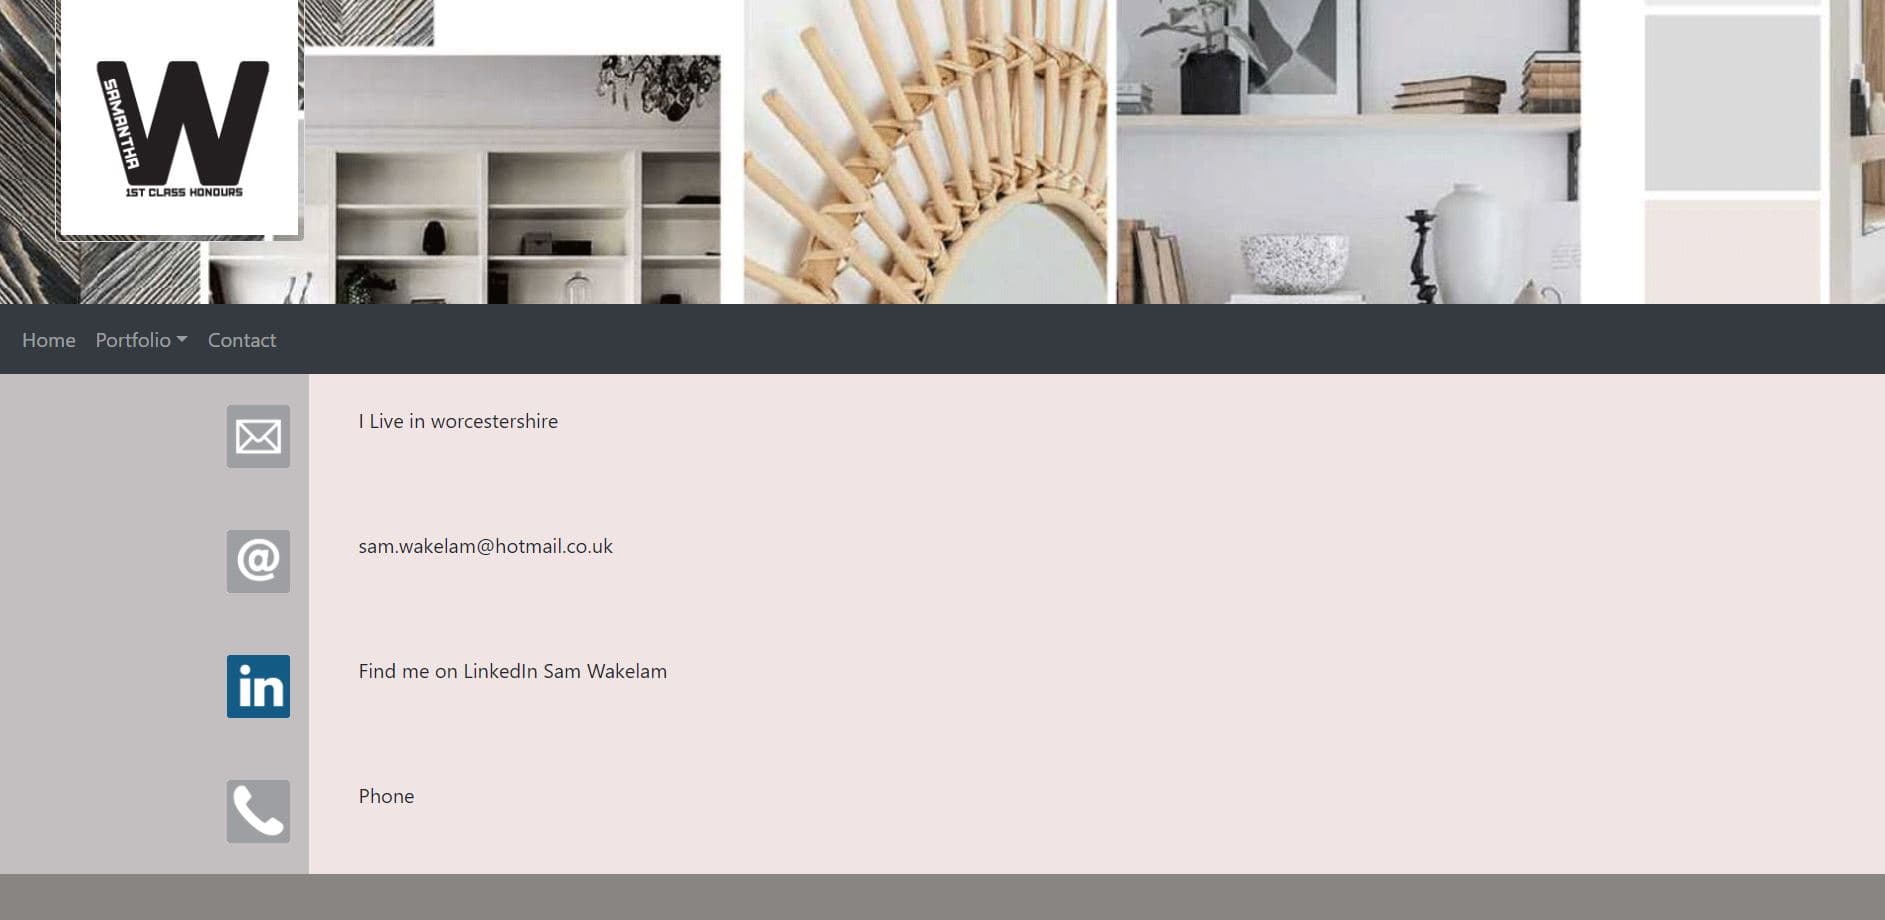 SAMANTHA
W
1ST CLASS HONOURS
Home Portfolio Contact
I Live in worcestershire
@
sam.wakelam@hotmail.co.uk
in
Find me on LinkedIn Sam Wakelam
Phone